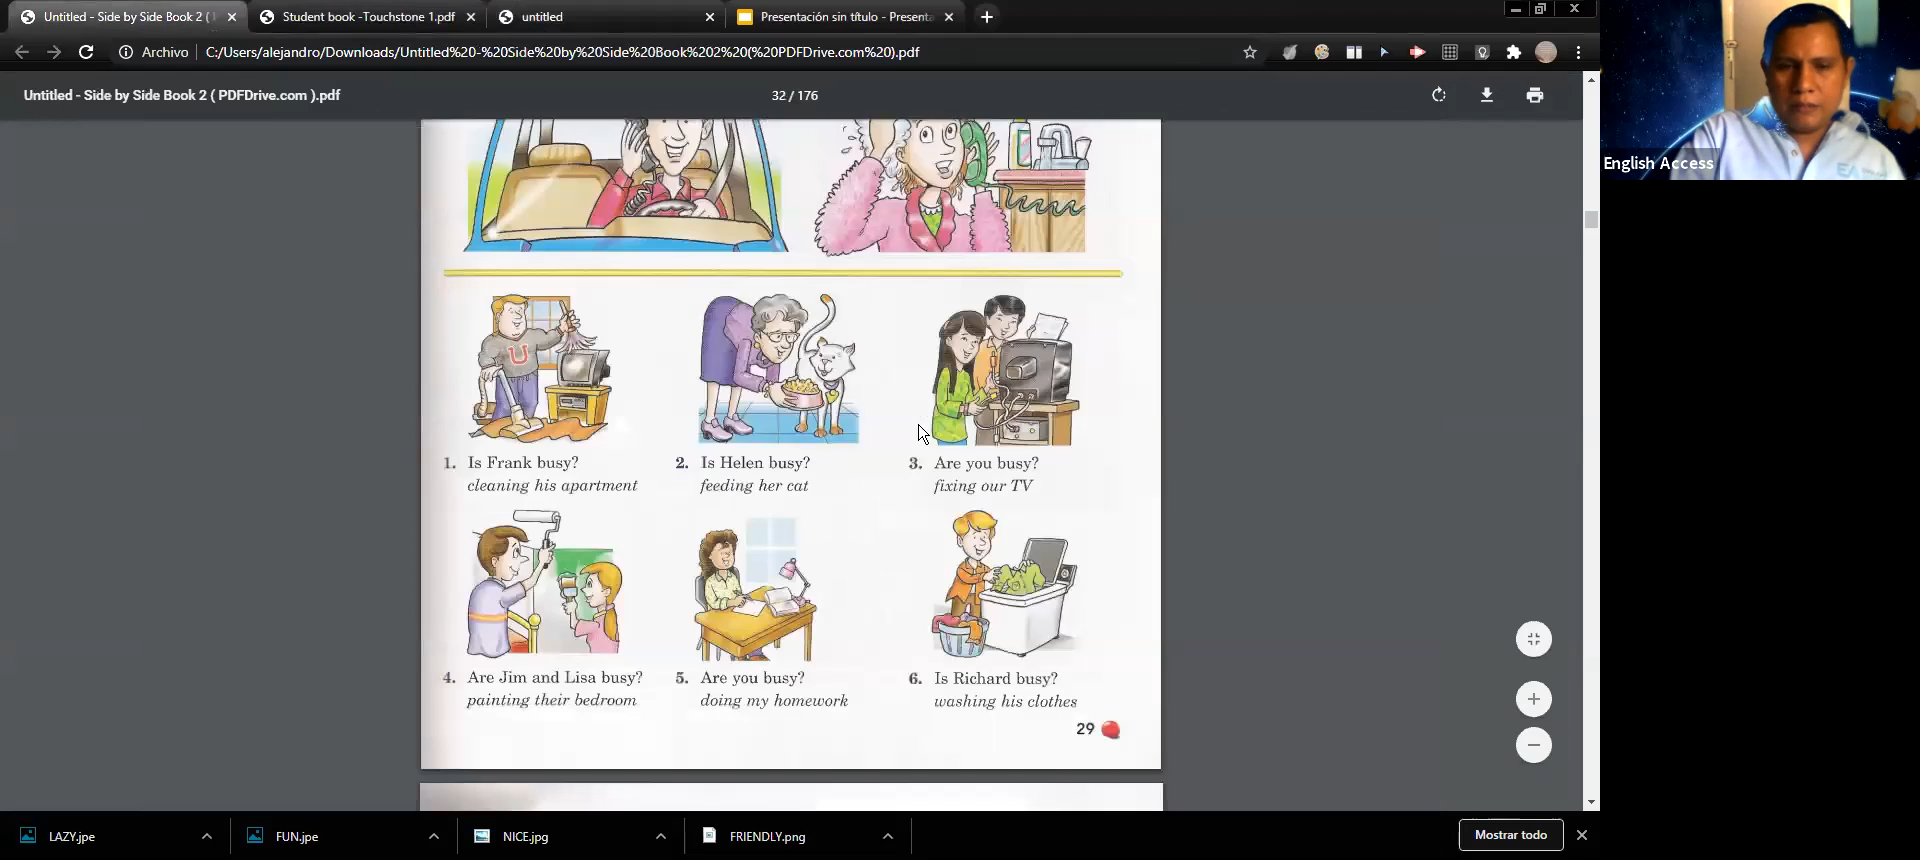 Untitled - Side by Side Book 2 (
Student book -Touchstone 1.pdf
untitled
Presentación sin título - Presenta
Archivo
C:/Users/alejandro/Downloads/Untitled%20-%20Side%20by%20Side%20Book%202%20(%20PDFDrive.com%20).pdf
Untitled - Side by Side Book 2 ( PDFDrive.com ).pdf
32 / 176
English Access
EA
U
1. Is Frank busy?
cleaning his apartment
2. Is Helen busy?
feeding her cat
3. Are you busy?
fixing our TV
4. Are Jim and Lisa busy?
painting their bedroom
5. Are you busy?
doing my homework
6. Is Richard busy?
washing his clothes
29
LAZY.jpe
FUN.jpe
NICE.jpg
FRIENDLY.png
Mostrar todo